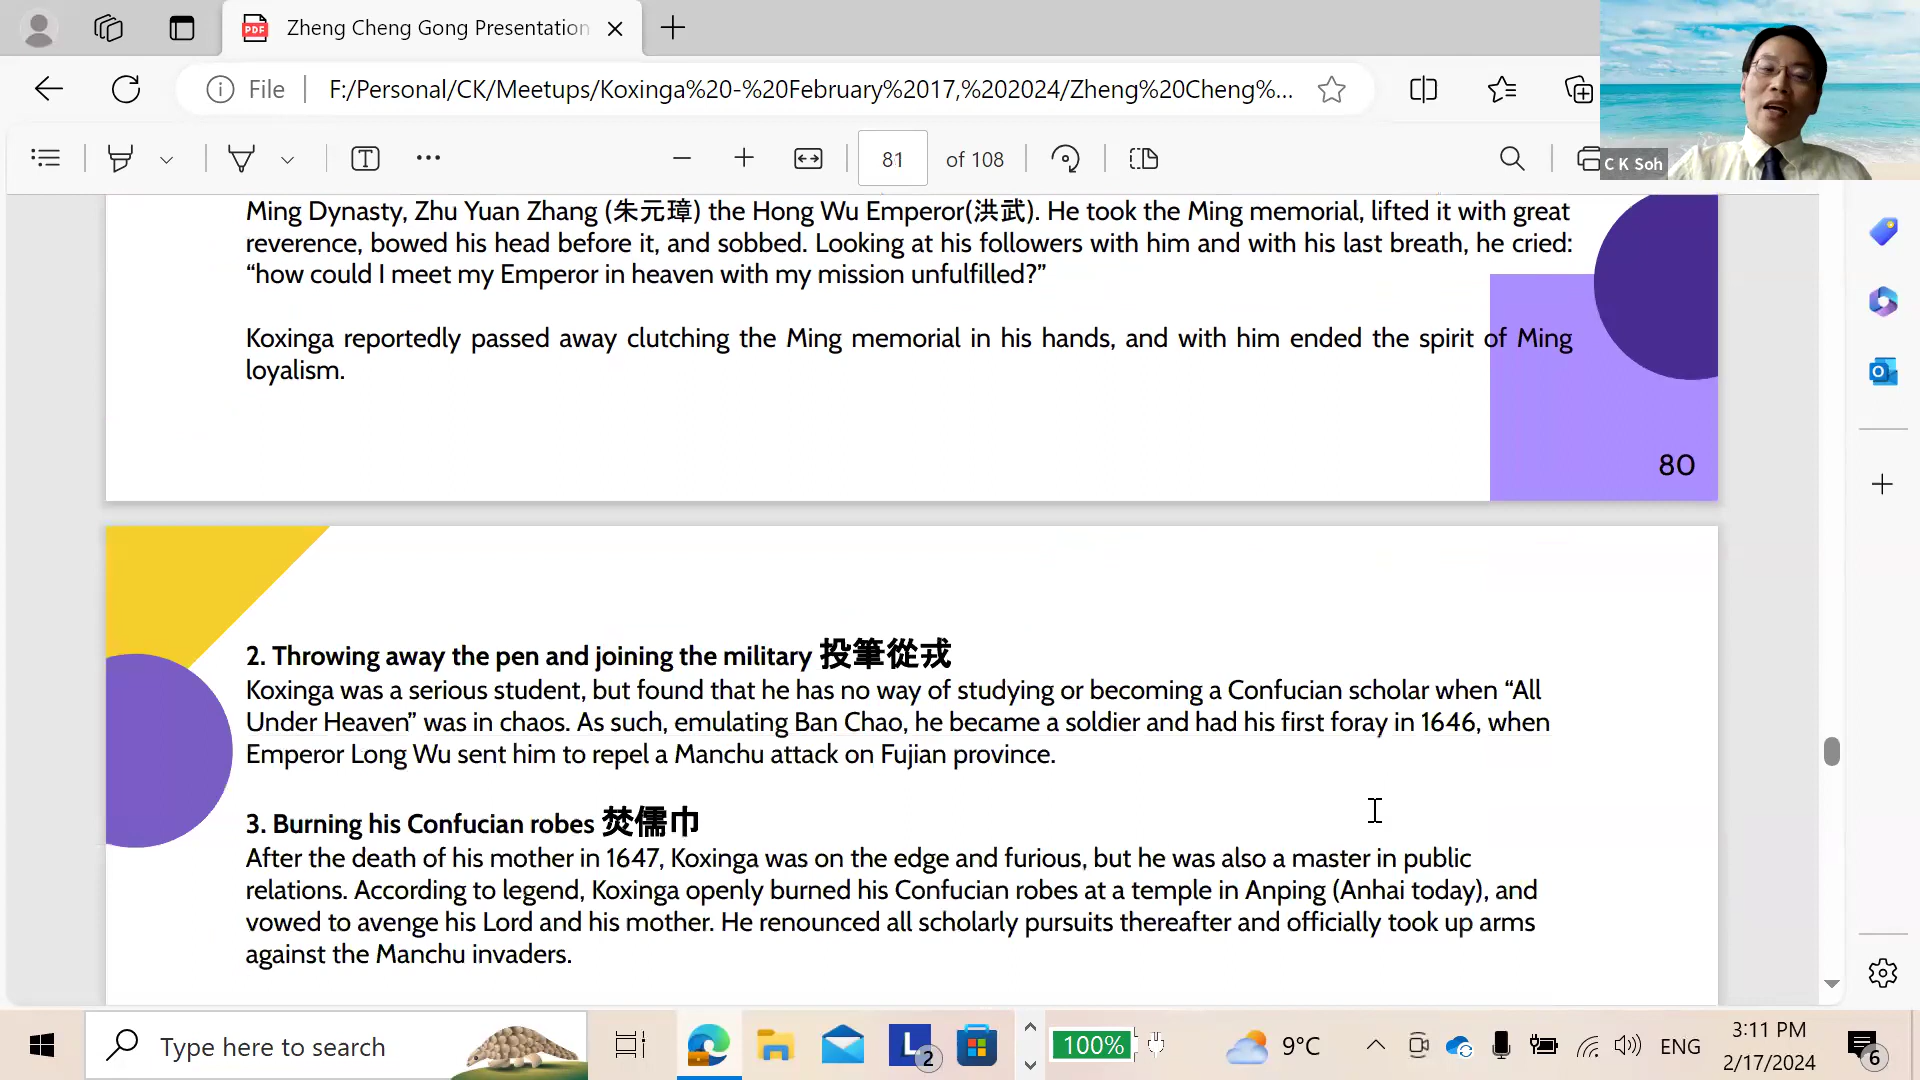 Zheng Cheng Gong Presentation
File
F:/Personal/CK/Meetups/Koxinga%20-%20February%2017,%202024/Zheng%20Cheng%...
81 of 108
C K Soh
Ming Dynasty, Zhu Yuan Zhang (朱元璋) the Hong Wu Emperor(洪武). He took the Ming memorial, lifted it with great
reverence, bowed his head before it, and sobbed. Looking at his followers with him and with his last breath, he cried:
“how could I meet my Emperor in heaven with my mission unfulfilled?”
Koxinga reportedly passed away clutching the Ming memorial in his hands, and with him ended the spirit of Ming
loyalism.
80
2. Throwing away the pen and joining the military 投筆從戎
Koxinga was a serious student, but found that he has no way of studying or becoming a Confucian scholar when “All
Under Heaven” was in chaos. As such, emulating Ban Chao, he became a soldier and had his first foray in 1646, when
Emperor Long Wu sent him to repel a Manchu attack on Fujian province.
3. Burning his Confucian robes 焚儒巾
After the death of his mother in 1647, Koxinga was on the edge and furious, but he was also a master in public
relations. According to legend, Koxinga openly burned his Confucian robes at a temple in Anping (Anhai today), and
vowed to avenge his Lord and his mother. He renounced all scholarly pursuits thereafter and officially took up arms
against the Manchu invaders.
Type here to search
L 2
100%
9°C
ENG
3:11 PM
2/17/2024
6